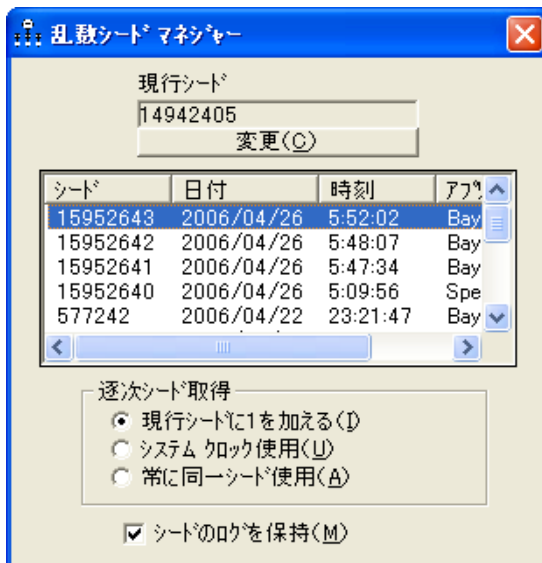 乱数シード マネジャー
現行シード
14942405
変更(C)
シード 日付 時刻 アプリ
15952643 2006/04/26 5:52:02 Bay
15952642 2006/04/26 5:48:07 Bay
15952641 2006/04/26 5:47:34 Bay
15952640 2006/04/26 5:09:56 Spe
577242 2006/04/22 23:21:47 Bay
逐次シード取得
現行シードに1を加える(I)
システム クロック使用(U)
常に同一シード使用(A)
シードのログを保持(M)